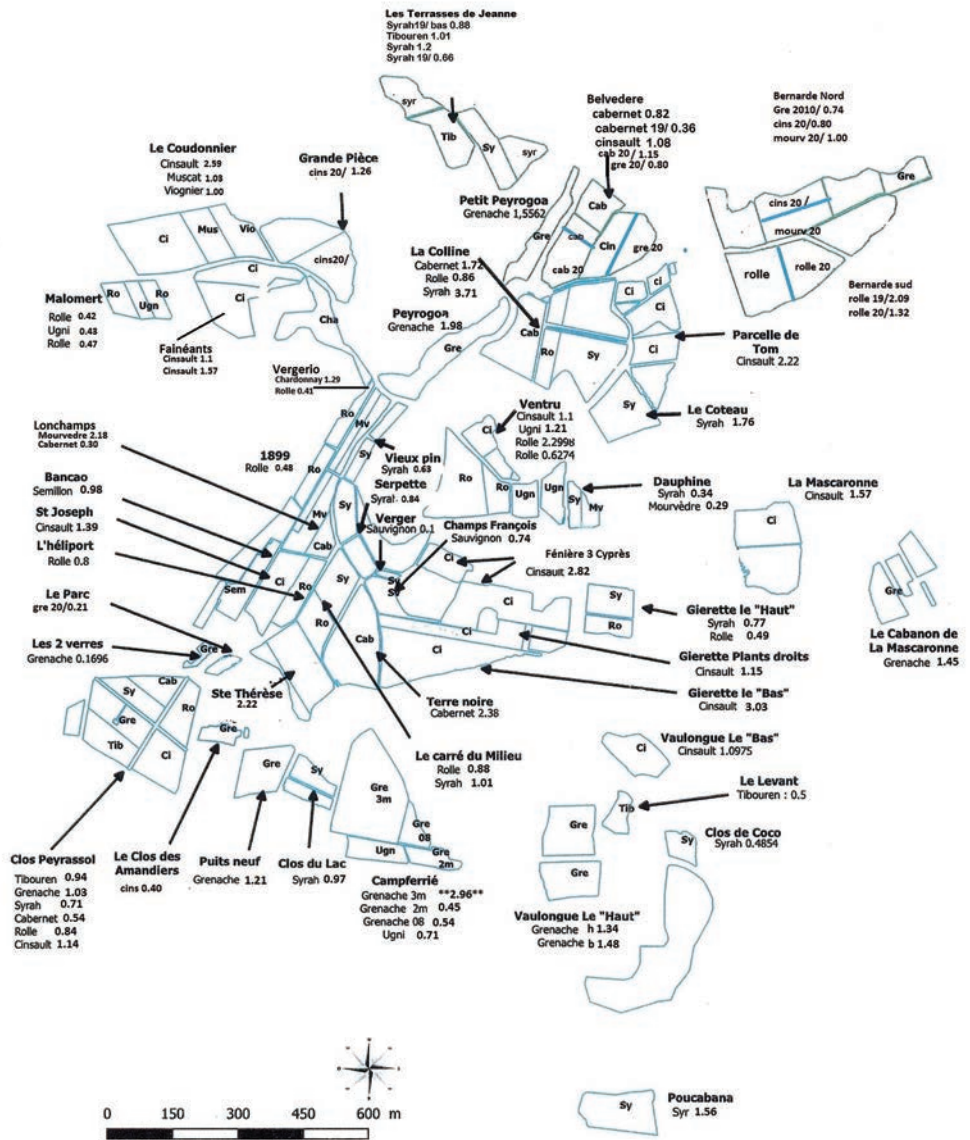 Les Terrasses de Jeanne
Syrah19/ bas 0.88
Tibouren 1.01
Syrah 1.2
Syrah 19/ 0.66
syr
Tib
Sy
syr
Belvedere
cabernet 0.82
cabernet 19/ 0.36
cinsault 1.08
cab 20/ 1.15
gre 20/ 0.80
Bernarde Nord
Gre 2010/ 0.74
cins 20/0.80
mourv 20/ 1.00
Gre
cins 20/
mourv 20
rolle
rolle 20
Bernarde sud
rolle 19/2.09
rolle 20/1.32
Le Coudonnier
Cinsault 2.59
Muscat 1.03
Viognier 1.00
Grande Pièce
cins 20/ 1.26
Ci
Mus
Vio
cins20/
Petit Peyrogoa
Grenache 1,5562
Gre
Cab
cab
Cin
gre 20
cab 20
La Colline
Cabernet 1.72
Rolle 0.86
Syrah 3.71
Cab
Ro
Sy
Ci
ci
Ci
Ci
Parcelle de
Tom
Cinsault 2.22
Sy
Le Coteau
Syrah 1.76
Malomert
Rolle 0.42
Ugni 0.43
Rolle 0.47
Ro
Ugn
Ro
Ci
Ci
Cha
Fainéants
Cinsault 1.1
Cinsault 1.57
Peyrogoa
Grenache 1.98
Gre
Vergerio
Chardonnay 1.29
Rolle 0.41
Ro
Mv
Sy
Ro
Lonchamps
Mourvedre 2.18
Cabernet 0.30
1899
Rolle 0.48
Vieux pin
Syrah 0.63
Serpette
Syrah 0.84
Ventru
Cinsault 1.1
Ugni 1.21
Rolle 2.2998
Rolle 0.6274
Ci
Ro
Ro
Ugn
Ugn
Sy
Mv
Dauphine
Syrah 0.34
Mourvèdre 0.29
La Mascaronne
Cinsault 1.57
Ci
Bancao
Semillon 0.98
St Joseph
Cinsault 1.39
L'héliport
Rolle 0.8
Le Parc
gre 20/0.21
Les 2 verres
Grenache 0.1696
Verger
Sauvignon 0.1
Champs François
Sauvignon 0.74
Fénière 3 Cyprès
Cinsault 2.82
Mv
Sy
Cab
Ci
Sem
Ro
Sy
Ro
Cab
Sy
Sv
Ci
Ci
Ci
Ci
Sy
Ro
Gierette le "Haut"
Syrah 0.77
Rolle 0.49
Gre
Le Cabanon de
La Mascaronne
Grenache 1.45
Gierette Plants droits
Cinsault 1.15
Gierette le "Bas"
Cinsault 3.03
Gre
Ste Thérèse
2.22
Terre noire
Cabernet 2.38
Le carré du Milieu
Rolle 0.88
Syrah 1.01
Sy
Cab
Gre
Ro
Tib
Ci
Gre
Gre
Sy
Gre
3m
Gre
08
Ugn
Gre
2m
Vaulongue Le "Bas"
Cinsault 1.0975
Ci
Le Levant
Tibouren : 0.5
Tib
Gre
Gre
Clos de Coco
Syrah 0.4854
Sy
Clos Peyrassol
Tibouren 0.94
Grenache 1.03
Syrah 0.71
Cabernet 0.54
Rolle 0.84
Cinsault 1.14
Le Clos des
Amandiers
cins 0.40
Puits neuf
Grenache 1.21
Clos du Lac
Syrah 0.97
Campferrié
Grenache 3m **2.96**
Grenache 2m 0.45
Grenache 08 0.54
Ugni 0.71
Vaulongue Le "Haut"
Grenache h 1.34
Grenache b 1.48
Sy
Poucabana
Syr 1.56
0 150 300 450 600 m